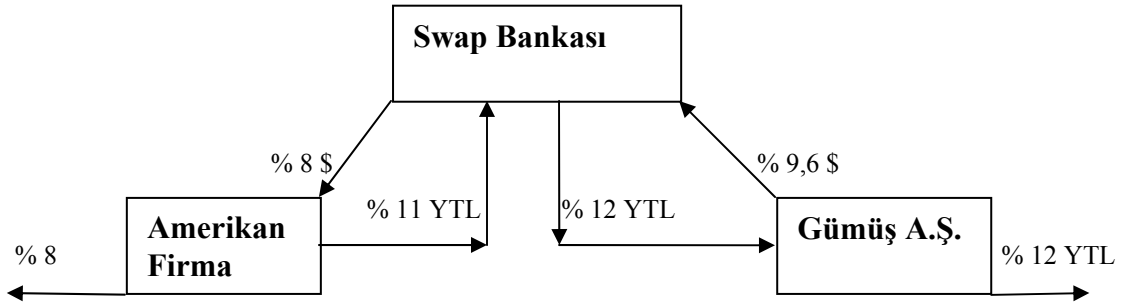 Swap Bankası
% 8 $
% 9,6 $
% 11 YTL
% 12 YTL
Amerikan
Firma
Gümüş A.Ş.
% 8
% 12 YTL